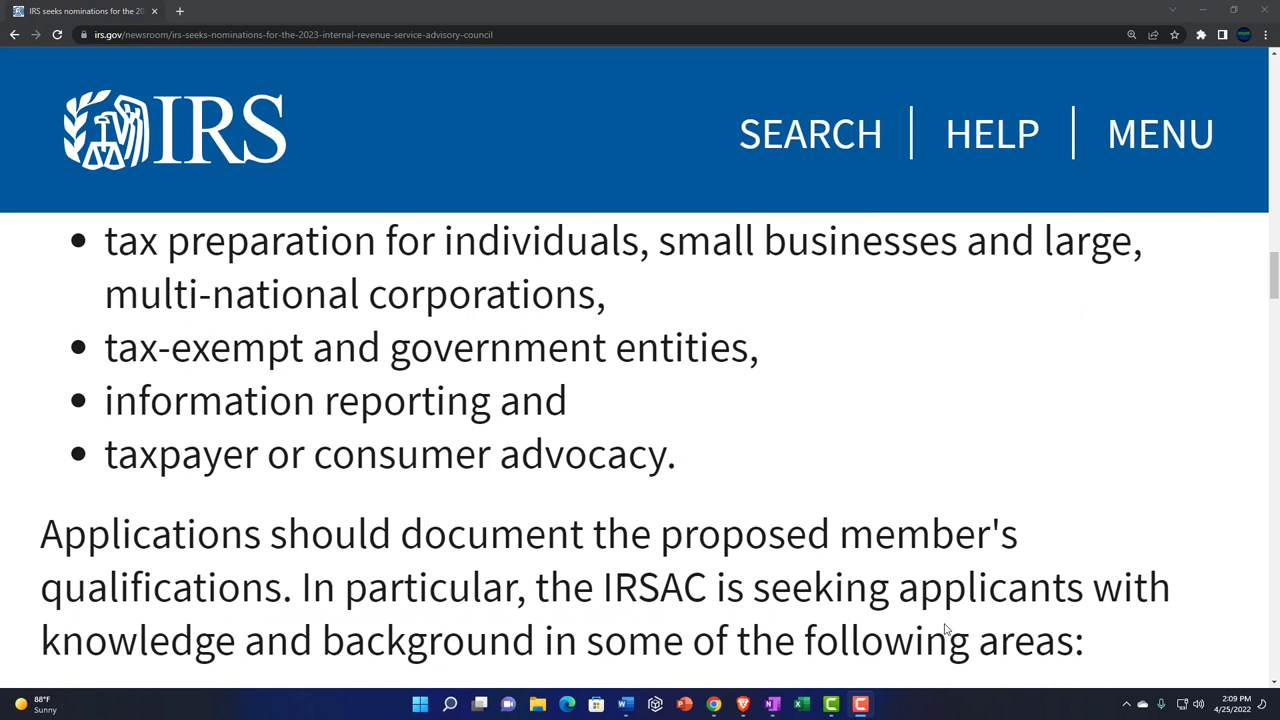 IRS seeks nominations for the 20
irs.gov/newsroom/irs-seeks-nominations-for-the-2023-internal-revenue-service-advisory-council
IRS
SEARCH
HELP
MENU
• tax preparation for individuals, small businesses and large,
multi-national corporations,
• tax-exempt and government entities,
• information reporting and
• taxpayer or consumer advocacy.
Applications should document the proposed member's
qualifications. In particular, the IRSAC is seeking applicants with
knowledge and background in some of the following areas:
88°F
Sunny
2:09 PM
4/25/2022